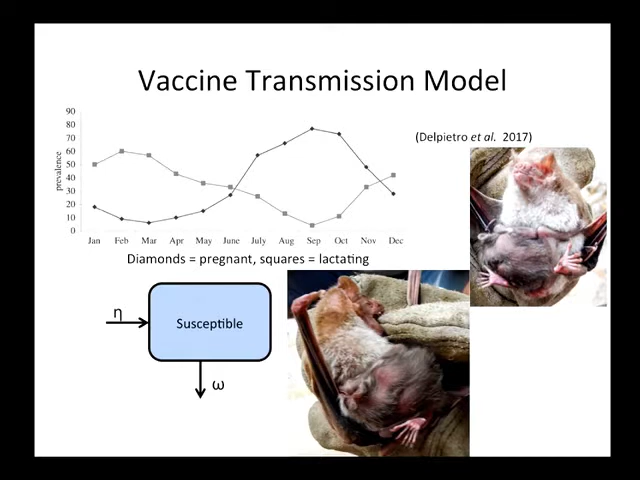 Vaccine Transmission Model
(Delpietro et al. 2017)
90
80
70
60
50
40
30
20
10
0
prevalence
Jan Feb Mar Apr May June July Aug Sep Oct Nov Dec
Diamonds = pregnant, squares = lactating
η
Susceptible
ω